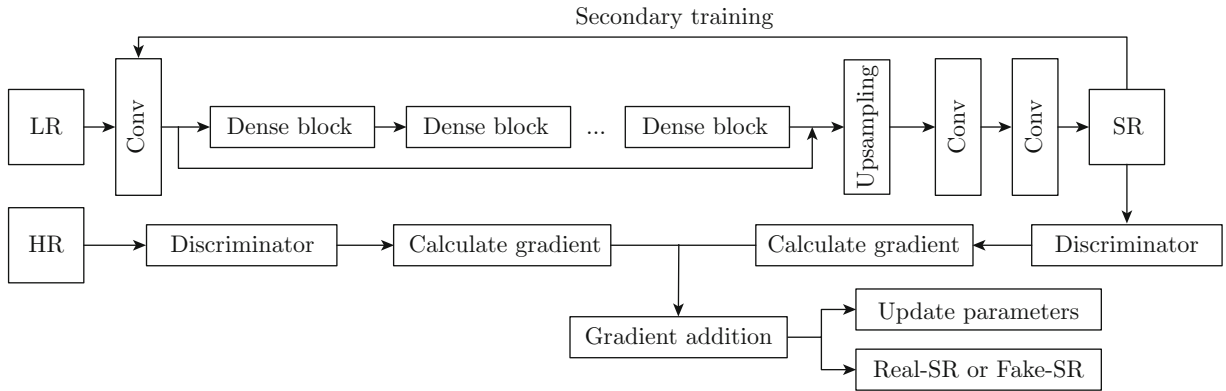 Secondary training
LR
Conv
Dense block
Dense block
...
Dense block
Upsampling
Conv
Conv
SR
HR
Discriminator
Calculate gradient
Calculate gradient
Discriminator
Gradient addition
Update parameters
Real-SR or Fake-SR